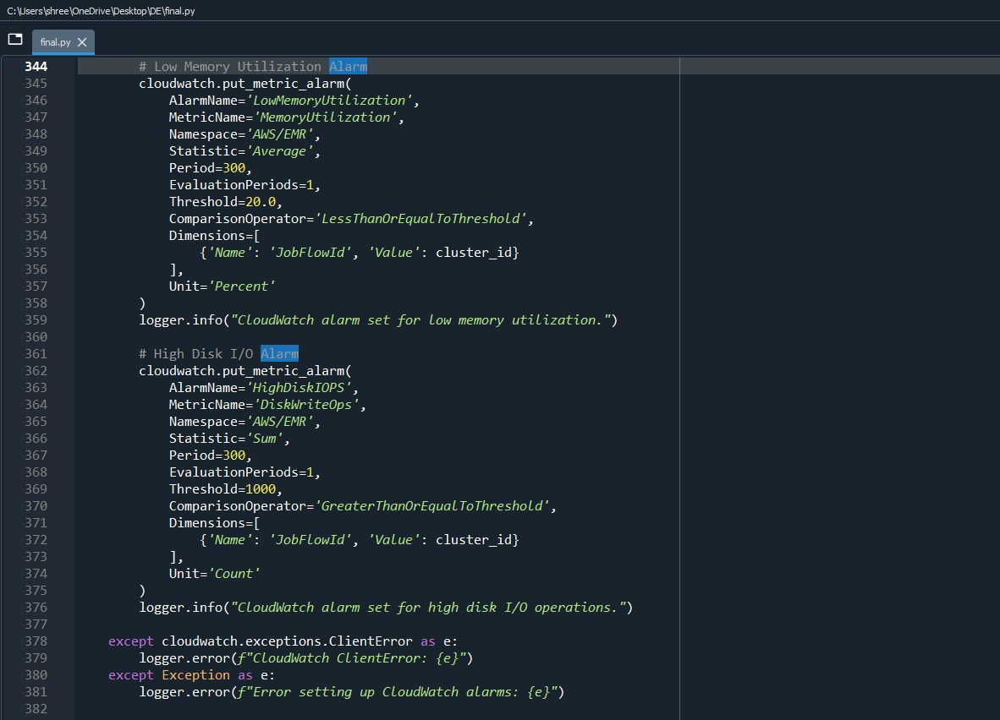 C:\Users\shree\OneDrive\Desktop\DE\final.py
final.py
344         # Low Memory Utilization Alarm
345         cloudwatch.put_metric_alarm(
346             AlarmName='LowMemoryUtilization',
347             MetricName='MemoryUtilization',
348             Namespace='AWS/EMR',
349             Statistic='Average',
350             Period=300,
351             EvaluationPeriods=1,
352             Threshold=20.0,
353             ComparisonOperator='LessThanOrEqualToThreshold',
354             Dimensions=[
355                 {'Name': 'JobFlowId', 'Value': cluster_id}
356             ],
357             Unit='Percent'
358         )
359         logger.info("CloudWatch alarm set for low memory utilization.")
360
361         # High Disk I/O Alarm
362         cloudwatch.put_metric_alarm(
363             AlarmName='HighDiskIOPS',
364             MetricName='DiskWriteOps',
365             Namespace='AWS/EMR',
366             Statistic='Sum',
367             Period=300,
368             EvaluationPeriods=1,
369             Threshold=1000,
370             ComparisonOperator='GreaterThanOrEqualToThreshold',
371             Dimensions=[
372                 {'Name': 'JobFlowId', 'Value': cluster_id}
373             ],
374             Unit='Count'
375         )
376         logger.info("CloudWatch alarm set for high disk I/O operations.")
377
378     except cloudwatch.exceptions.ClientError as e:
379         logger.error(f"CloudWatch ClientError: {e}")
380     except Exception as e:
381         logger.error(f"Error setting up CloudWatch alarms: {e}")
382